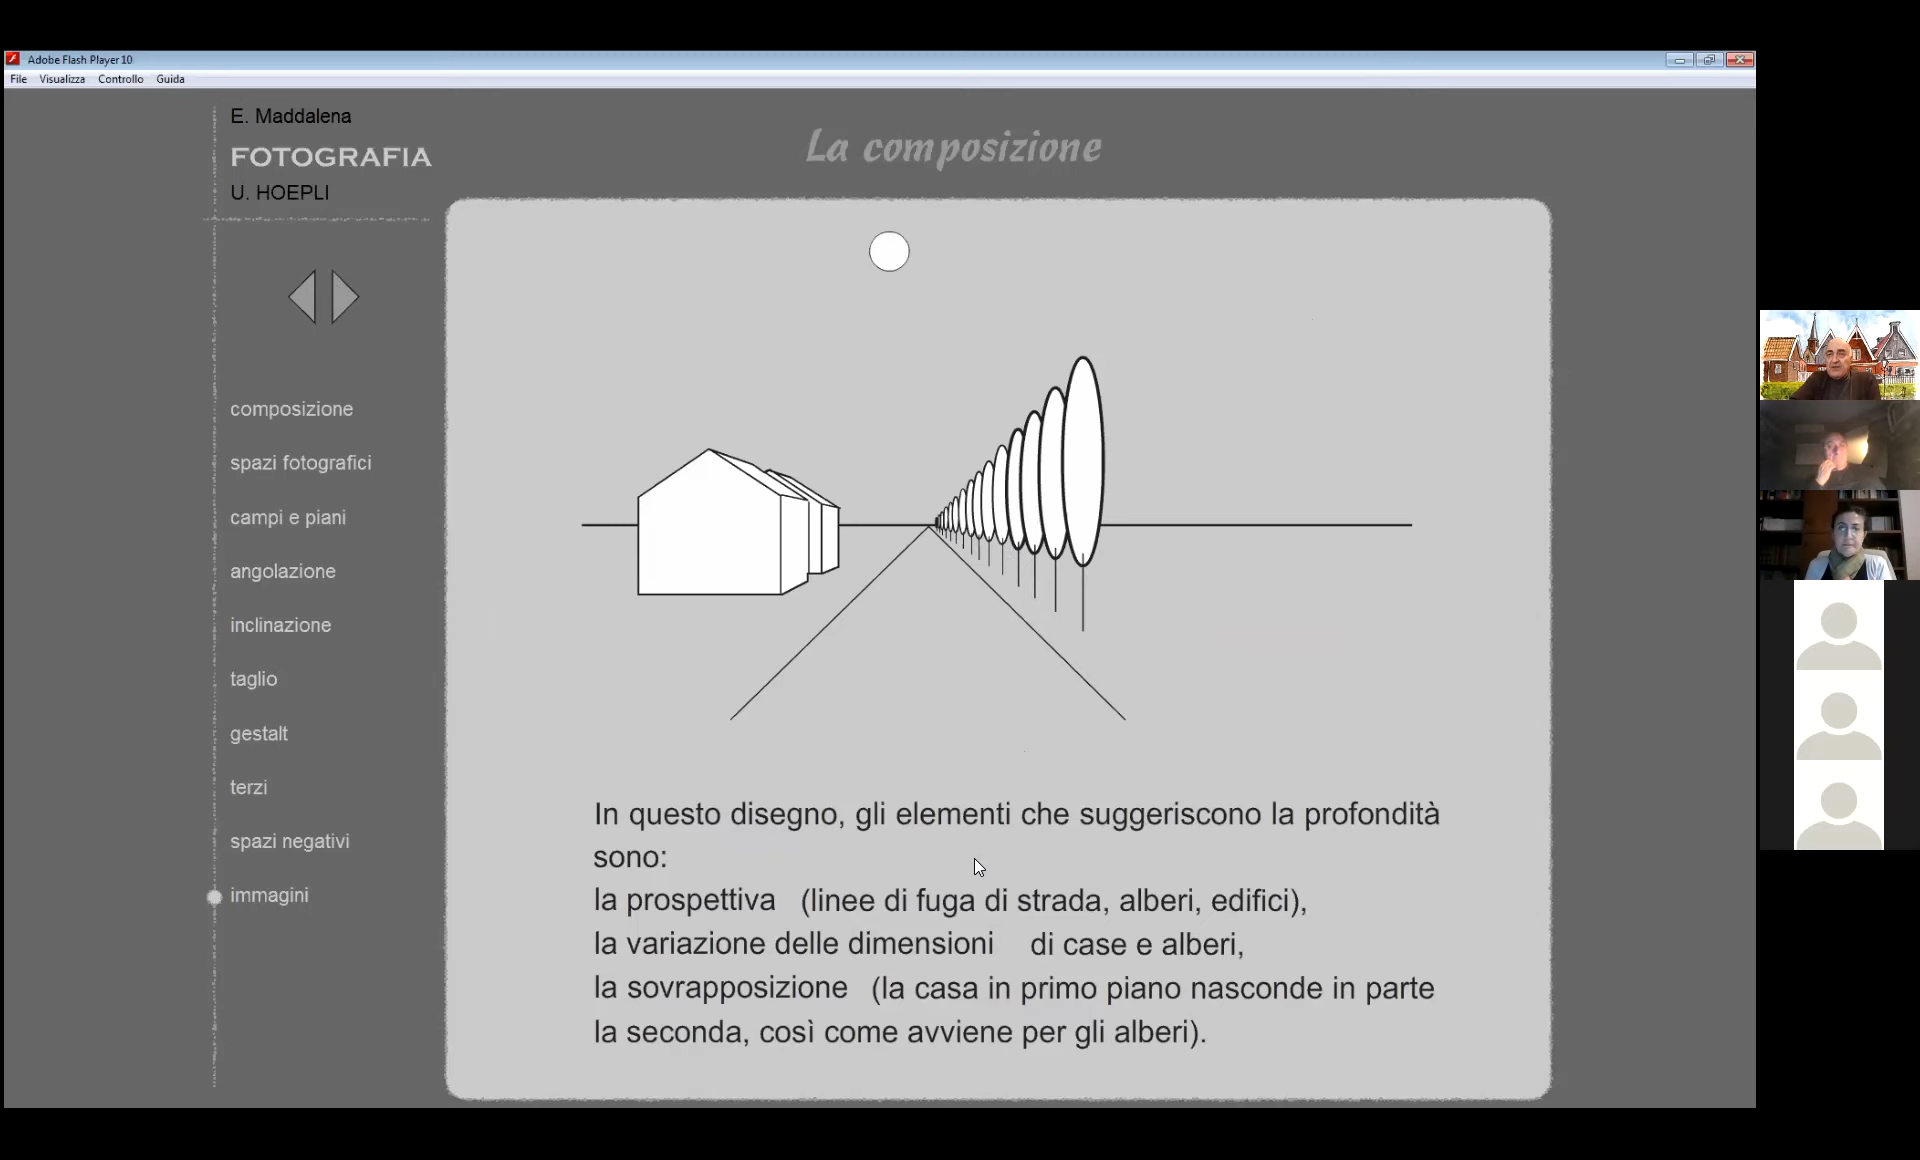 Adobe Flash Player 10
File Visualizza Controllo Guida
E. Maddalena
FOTOGRAFIA
U. HOEPLI
La composizione
composizione
spazi fotografici
campi e piani
angolazione
inclinazione
taglio
gestalt
terzi
spazi negativi
immagini
In questo disegno, gli elementi che suggeriscono la profondità
sono:
la prospettiva (linee di fuga di strada, alberi, edifici),
la variazione delle dimensioni di case e alberi,
la sovrapposizione (la casa in primo piano nasconde in parte
la seconda, così come avviene per gli alberi).